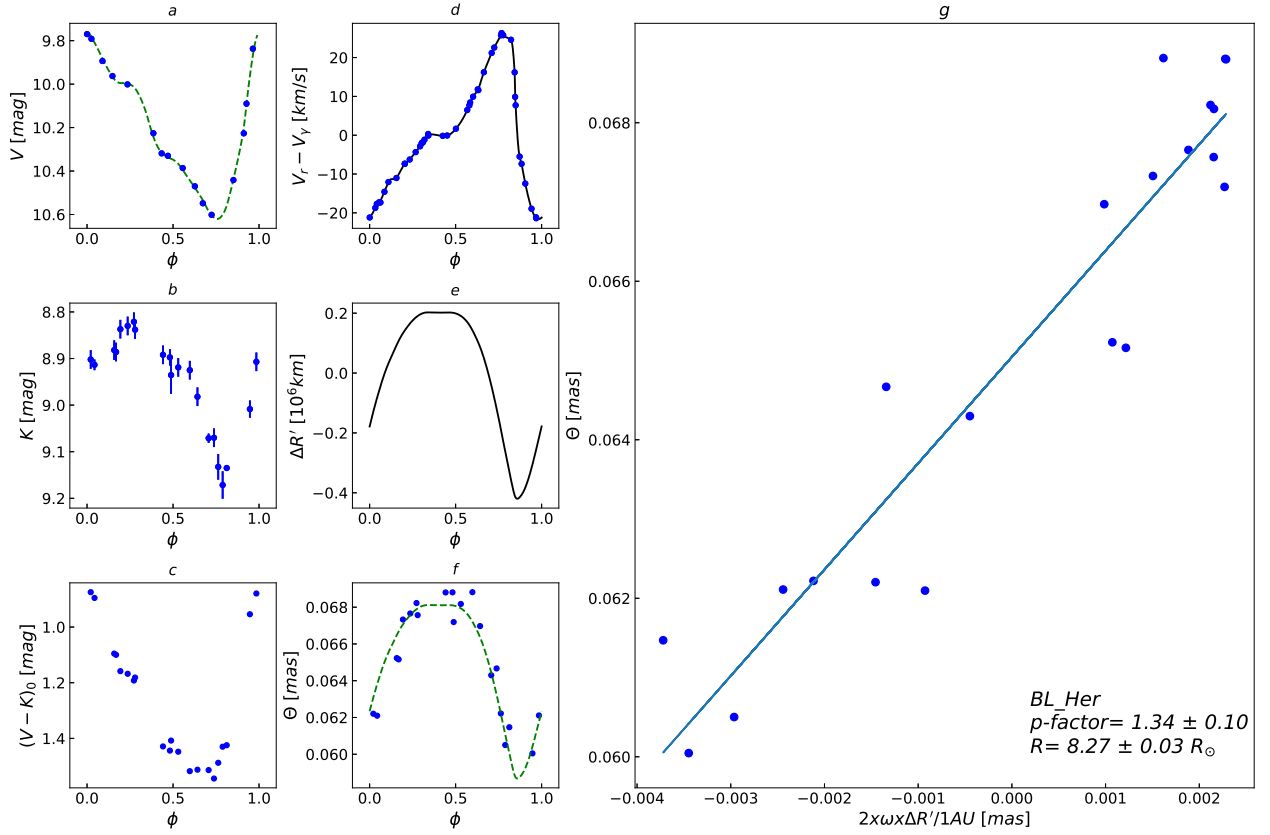 a
9.8
10.0
10.2
10.4
10.6
V [mag]
0.0 0.5 1.0
ϕ
d
20
10
0
−10
−20
V_r − V_γ [km/s]
0.0 0.5 1.0
ϕ
b
8.8
8.9
9.0
9.1
9.2
K [mag]
0.0 0.5 1.0
ϕ
e
0.2
0.0
−0.2
−0.4
ΔR′ [10^6km]
0.0 0.5 1.0
ϕ
c
1.0
1.2
1.4
(V − K)_0 [mag]
0.0 0.5 1.0
ϕ
f
0.068
0.066
0.064
0.062
0.060
Θ [mas]
0.0 0.5 1.0
ϕ
g
0.068
0.066
0.064
0.062
0.060
Θ [mas]
BL_Her
p-factor= 1.34 ± 0.10
R= 8.27 ± 0.03 R_⊙
−0.004 −0.003 −0.002 −0.001 0.000 0.001 0.002
2xωxΔR′/1AU [mas]